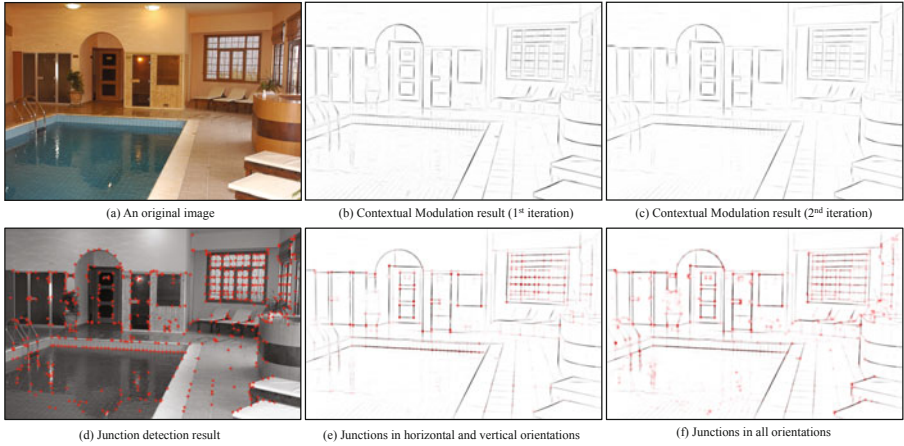 (a) An original image
(b) Contextual Modulation result (1st iteration)
(c) Contextual Modulation result (2nd iteration)
(d) Junction detection result
(e) Junctions in horizontal and vertical orientations
(f) Junctions in all orientations